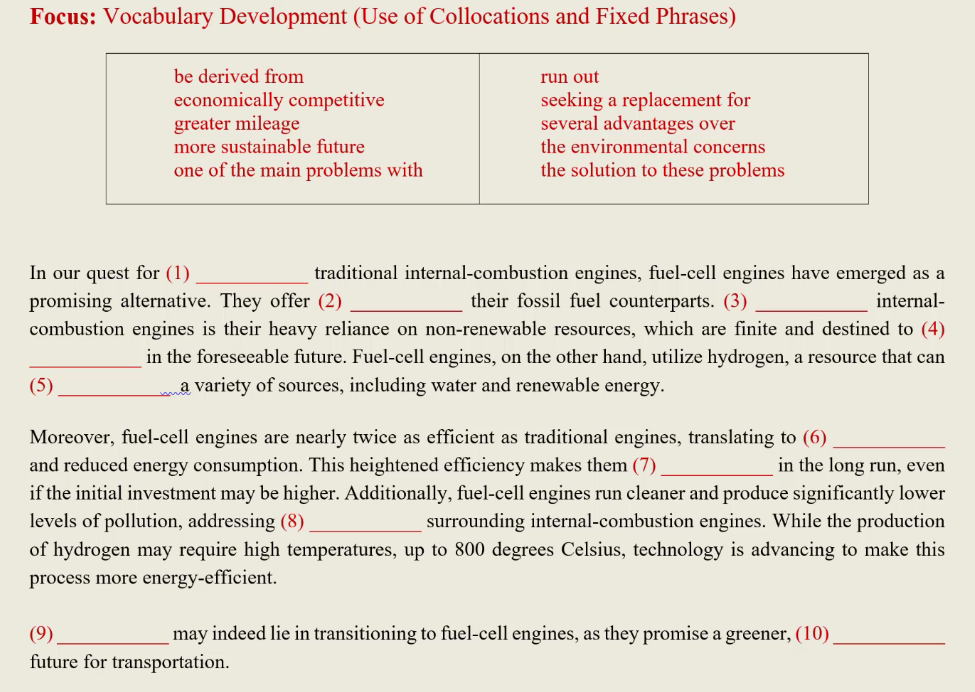 Focus: Vocabulary Development (Use of Collocations and Fixed Phrases)
be derived from
economically competitive
greater mileage
more sustainable future
one of the main problems with
run out
seeking a replacement for
several advantages over
the environmental concerns
the solution to these problems
In our quest for (1) ____________ traditional internal-combustion engines, fuel-cell engines have emerged as a
promising alternative. They offer (2) ____________ their fossil fuel counterparts. (3) ____________ internal-
combustion engines is their heavy reliance on non-renewable resources, which are finite and destined to (4)
____________ in the foreseeable future. Fuel-cell engines, on the other hand, utilize hydrogen, a resource that can
(5) ____________ a variety of sources, including water and renewable energy.
Moreover, fuel-cell engines are nearly twice as efficient as traditional engines, translating to (6) ____________
and reduced energy consumption. This heightened efficiency makes them (7) ____________ in the long run, even
if the initial investment may be higher. Additionally, fuel-cell engines run cleaner and produce significantly lower
levels of pollution, addressing (8) ____________ surrounding internal-combustion engines. While the production
of hydrogen may require high temperatures, up to 800 degrees Celsius, technology is advancing to make this
process more energy-efficient.
(9) ____________ may indeed lie in transitioning to fuel-cell engines, as they promise a greener, (10) ____________
future for transportation.